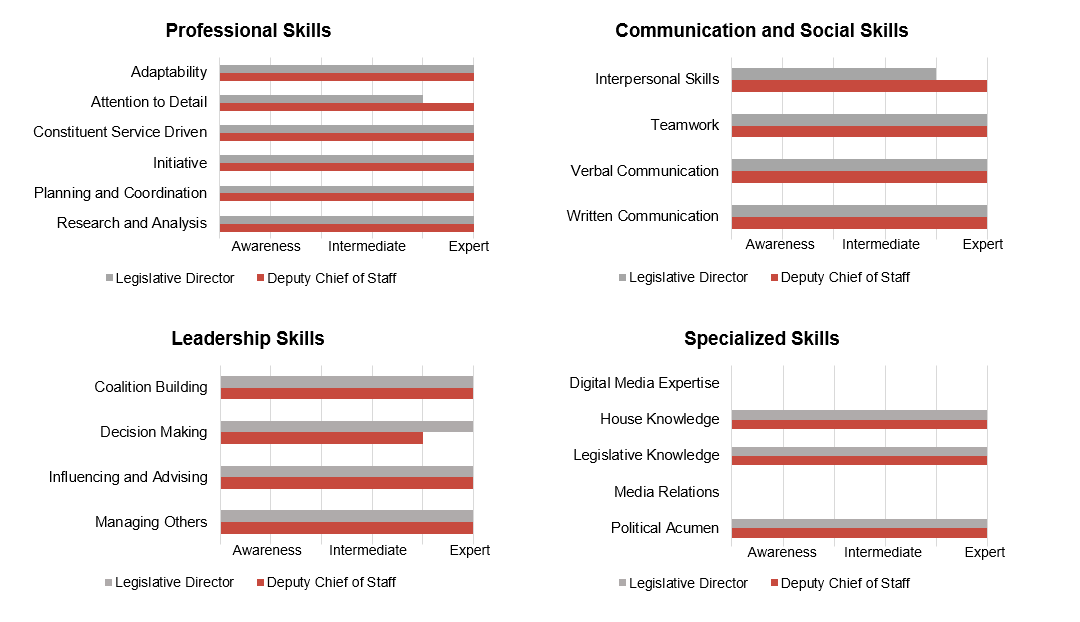 Professional Skills
Adaptability
Attention to Detail
Constituent Service Driven
Initiative
Planning and Coordination
Research and Analysis
Awareness Intermediate Expert
Legislative Director Deputy Chief of Staff
Communication and Social Skills
Interpersonal Skills
Teamwork
Verbal Communication
Written Communication
Awareness Intermediate Expert
Legislative Director Deputy Chief of Staff
Leadership Skills
Coalition Building
Decision Making
Influencing and Advising
Managing Others
Awareness Intermediate Expert
Legislative Director Deputy Chief of Staff
Specialized Skills
Digital Media Expertise
House Knowledge
Legislative Knowledge
Media Relations
Political Acumen
Awareness Intermediate Expert
Legislative Director Deputy Chief of Staff